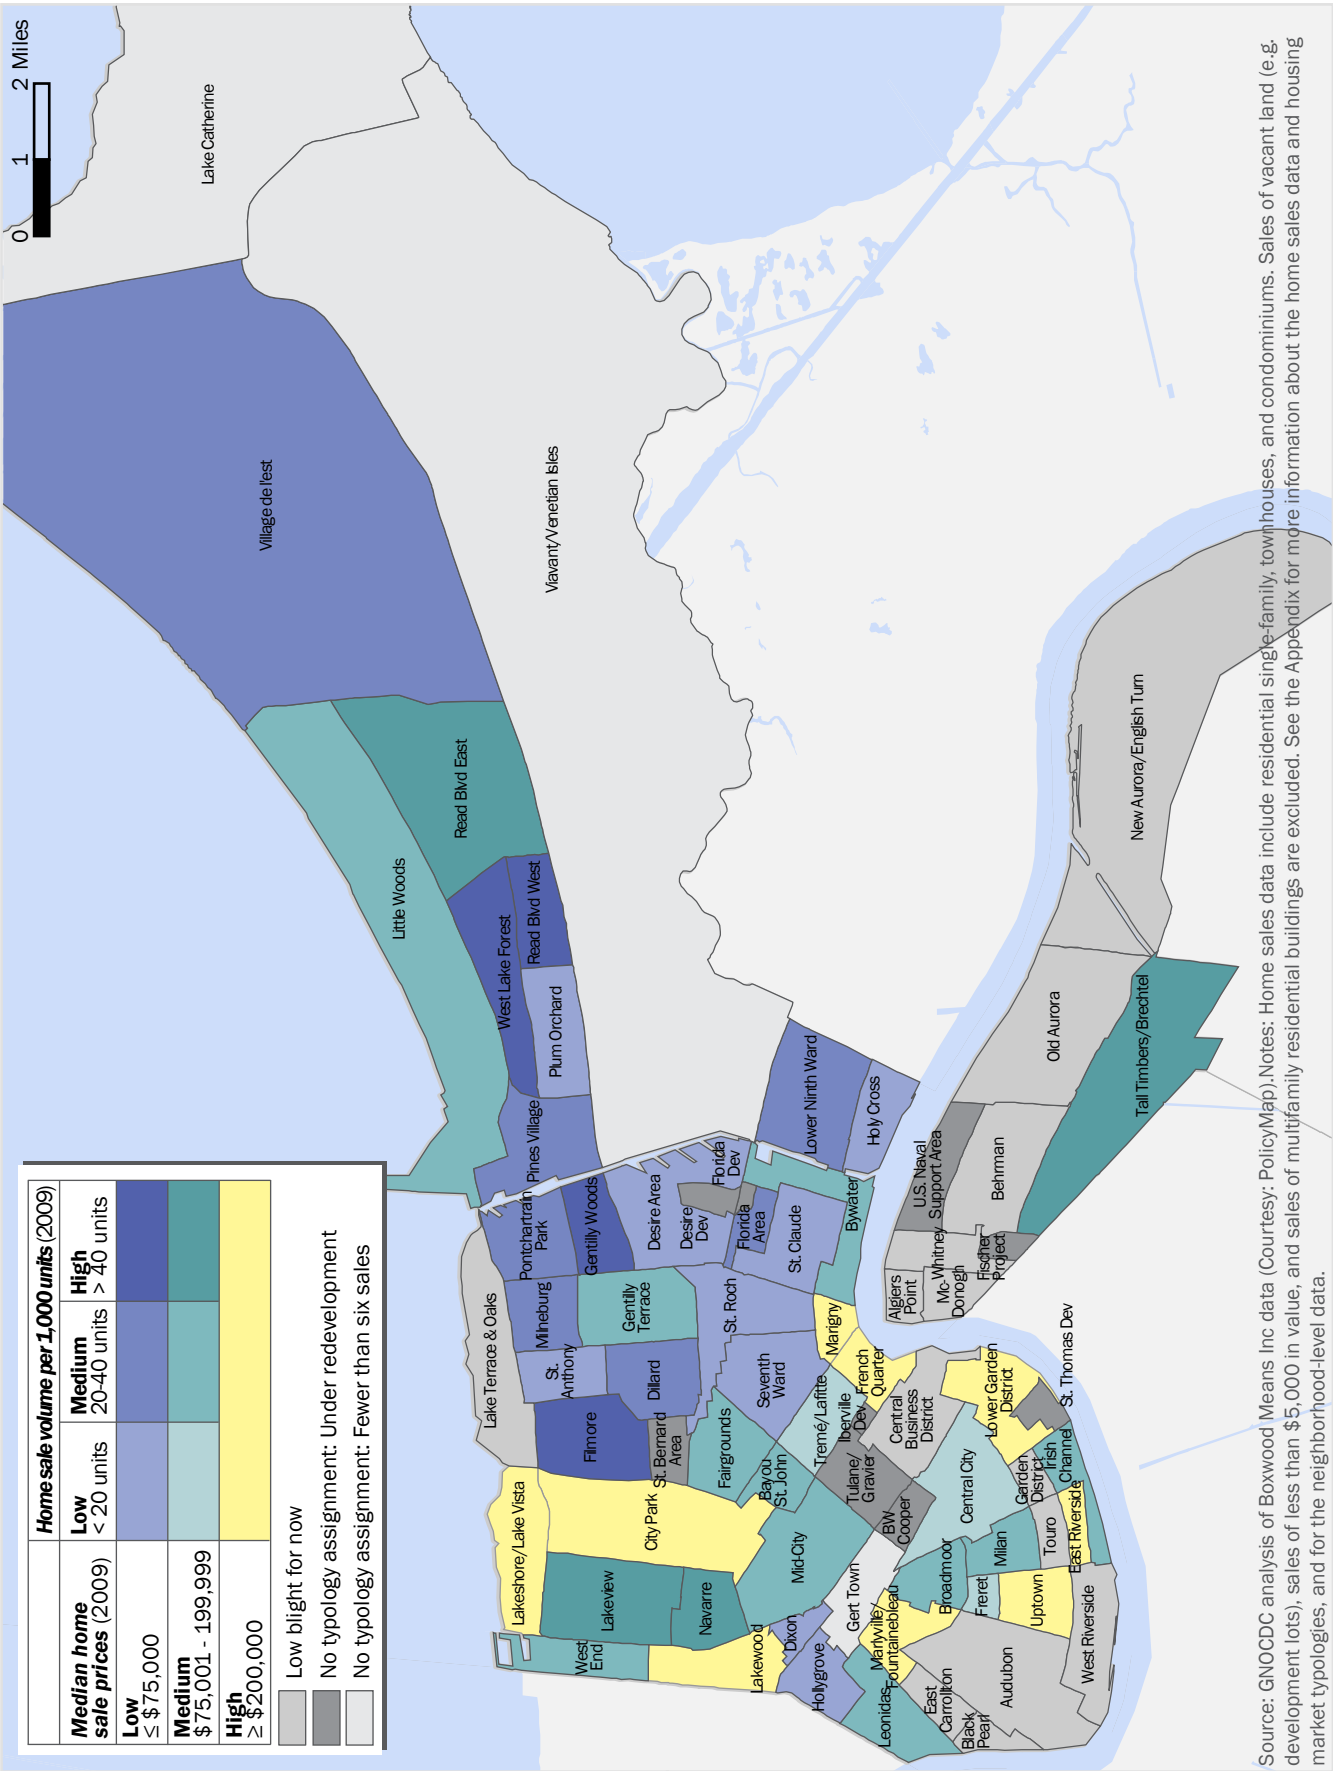 Home sale volume per 1,000 units (2009)
Median home
sale prices (2009)
Low
< 20 units
Medium
20-40 units
High
> 40 units
Low
≤ $75,000
Medium
$75,001 - 199,999
High
≥ $200,000
Low blight for now
No typology assignment: Under redevelopment
No typology assignment: Fewer than six sales
0 1 2 Miles
Lake Catherine
Village de l'est
Viavant/Venetian Isles
Little Woods
Read Blvd East
West Lake Forest
Read Blvd West
Plum Orchard
Pines Village
Lower Ninth Ward
Holy Cross
Lake Terrace & Oaks
Pontchartrain
Park
Gentilly Woods
Desire Area
Desire
Dev
Florida
Dev
Florida
Area
St. Claude
Bywater
Milneburg
Gentilly
Terrace
St. Roch
Marigny
St.
Anthony
Dillard
Seventh
Ward
French
Quarter
Filmore
St. Bernard
Area
Fairgrounds
Bayou
St. John
Tremé/Lafitte
Iberville
Dev
Tulane/
Gravier
Central
Business
District
Lower Garden
District
St. Thomas Dev
Lakeshore/Lake Vista
City Park
Mid-City
BW
Cooper
Central City
Garden
District
Irish
Channel
Lakeview
Navarre
Gert Town
Broadmoor
Milan
Touro
East Riverside
West
End
Lakewood
Dixon
Hollygrove
Marlyville/
Fountainebleau
Freret
Uptown
West Riverside
Leonidas
East
Carrollton
Black
Pearl
Audubon
Algiers
Point
Mc-
Donogh
Whitney
Fischer
Project
U.S. Naval
Support Area
Behrman
Old Aurora
Tall Timbers/Brechtel
New Aurora/English Turn
Source: GNOCDC analysis of Boxwood Means Inc data (Courtesy: PolicyMap).Notes: Home sales data include residential single-family, townhouses, and condominiums. Sales of vacant land (e.g.
development lots), sales of less than $5,000 in value, and sales of multifamily residential buildings are excluded. See the Appendix for more information about the home sales data and housing
market typologies, and for the neighborhood-level data.